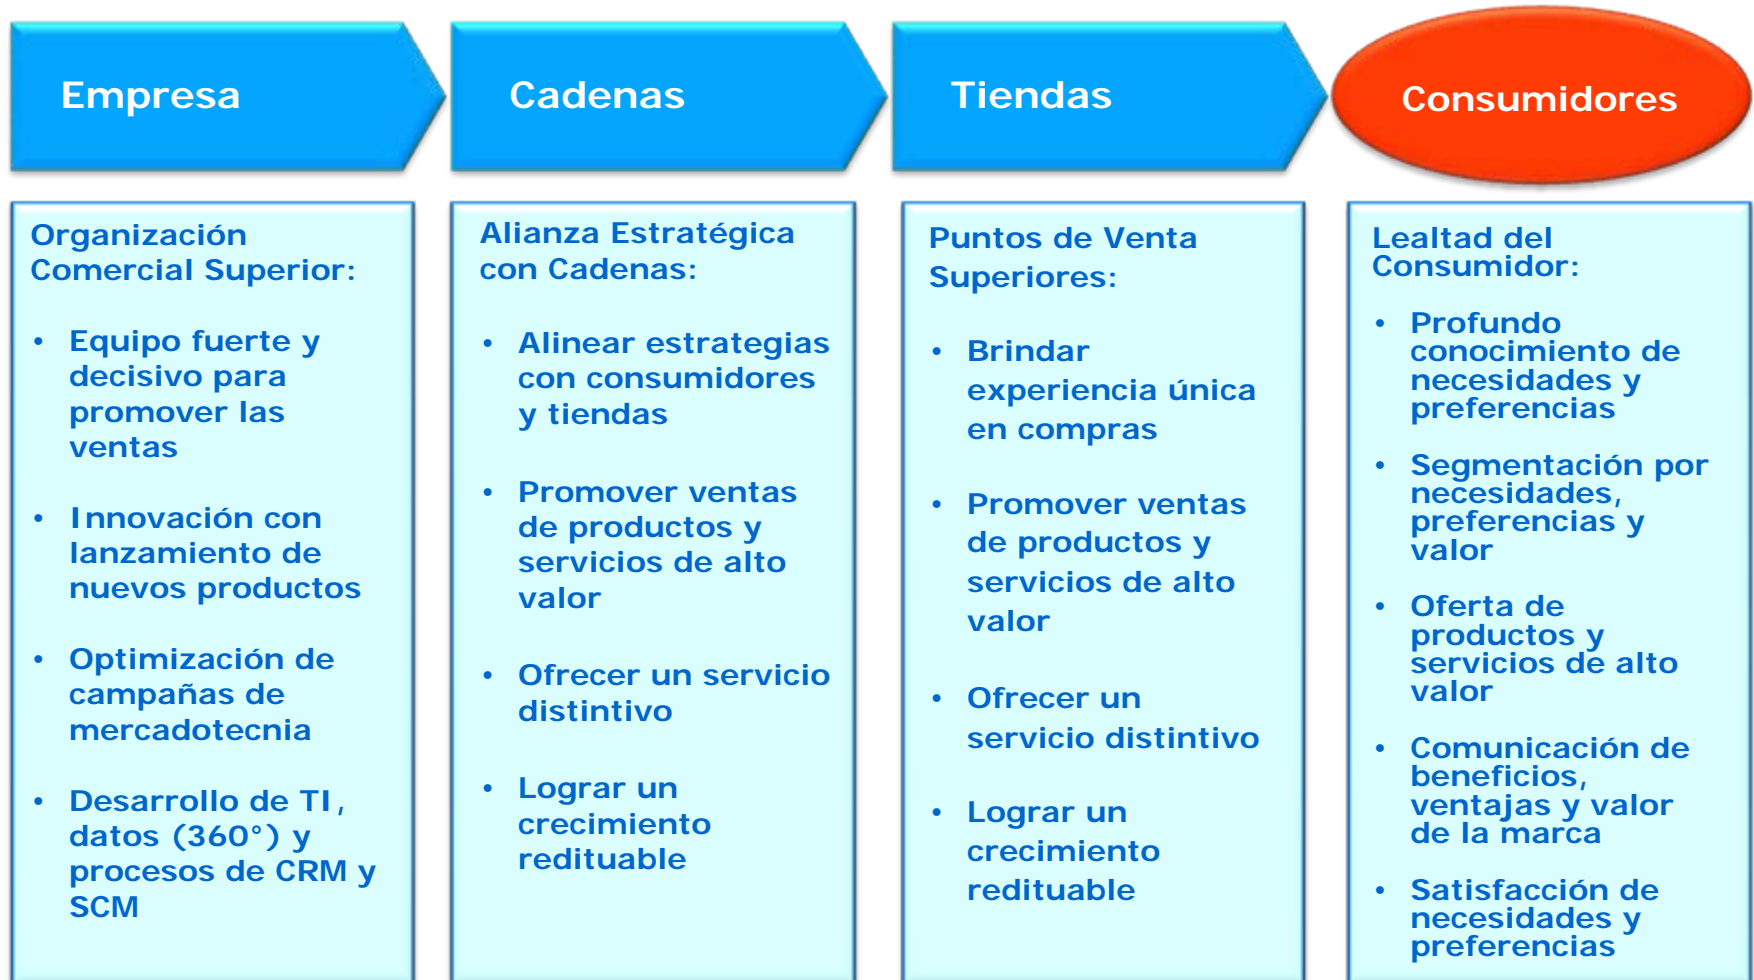 Empresa
Cadenas
Tiendas
Consumidores
Organización
Comercial Superior:
• Equipo fuerte y
decisivo para
promover las
ventas
• Innovación con
lanzamiento de
nuevos productos
• Optimización de
campañas de
mercadotecnia
• Desarrollo de TI,
datos (360°) y
procesos de CRM y
SCM
Alianza Estratégica
con Cadenas:
• Alinear estrategias
con consumidores
y tiendas
• Promover ventas
de productos y
servicios de alto
valor
• Ofrecer un servicio
distintivo
• Lograr un
crecimiento
redituable
Puntos de Venta
Superiores:
• Brindar
experiencia única
en compras
• Promover ventas
de productos y
servicios de alto
valor
• Ofrecer un
servicio distintivo
• Lograr un
crecimiento
redituable
Lealtad del
Consumidor:
• Profundo
conocimiento de
necesidades y
preferencias
• Segmentación por
necesidades,
preferencias y
valor
• Oferta de
productos y
servicios de alto
valor
• Comunicación de
beneficios,
ventajas y valor
de la marca
• Satisfacción de
necesidades y
preferencias